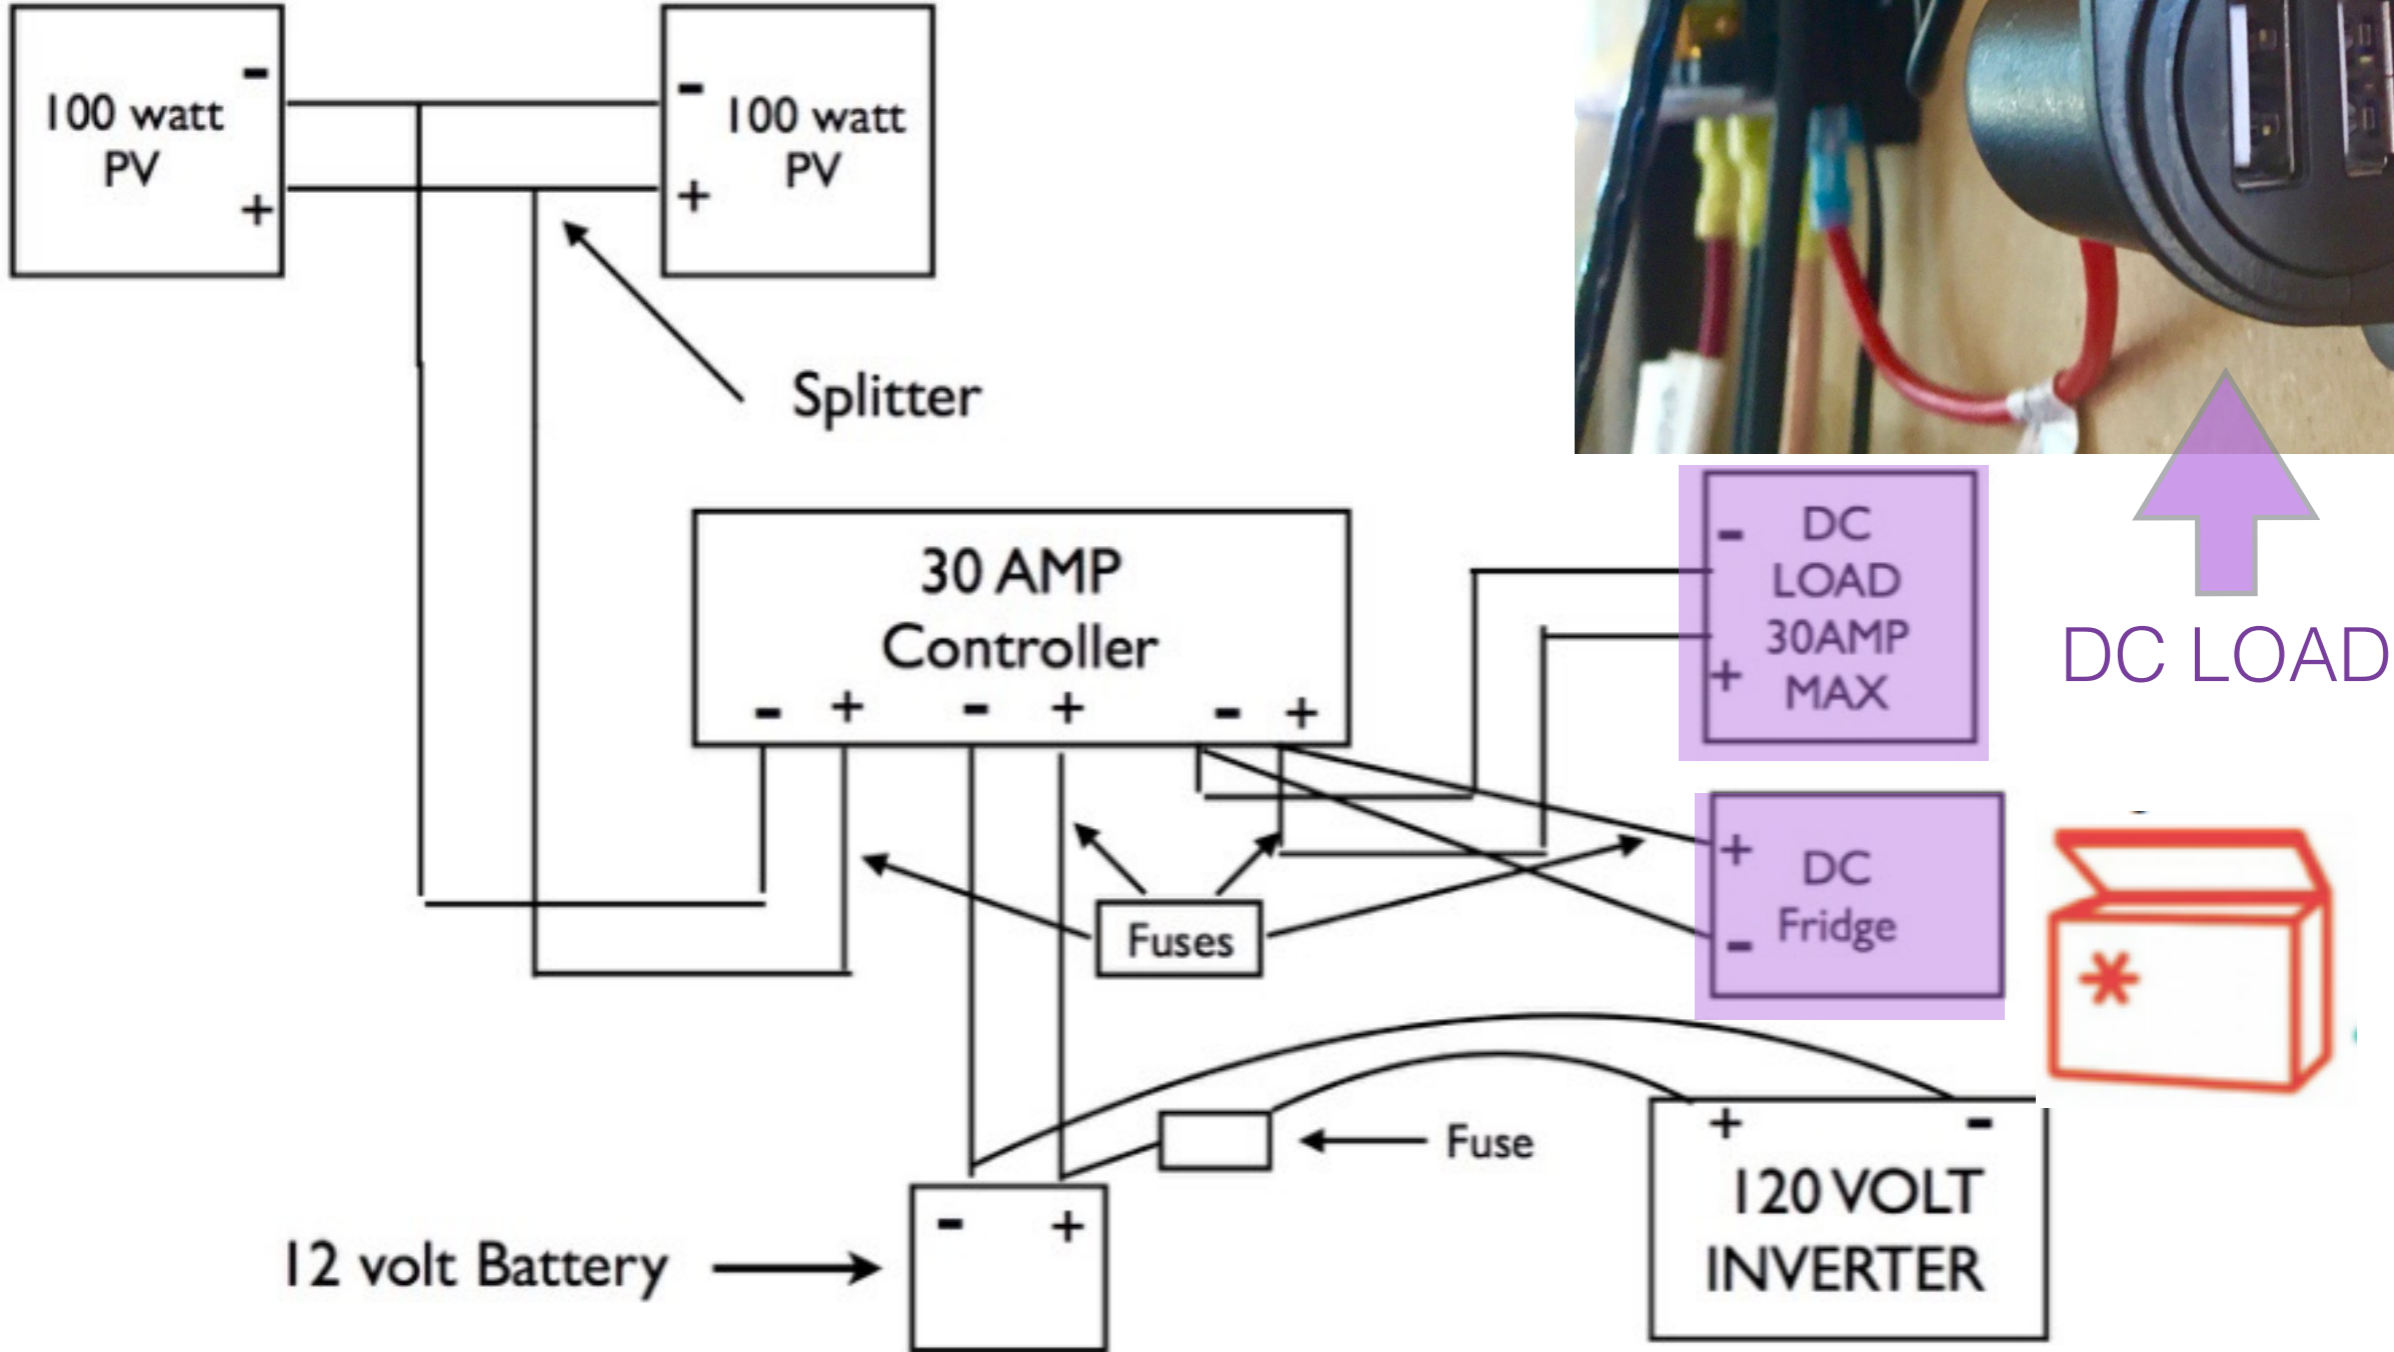 -
100 watt
PV
+
-
100 watt
PV
+
Splitter
30 AMP
Controller
- + - + - +
-
DC
LOAD
30AMP
MAX
+
DC LOAD
Fuses
+
DC
Fridge
-
*
Fuse
+ -
120 VOLT
INVERTER
12 volt Battery
- +